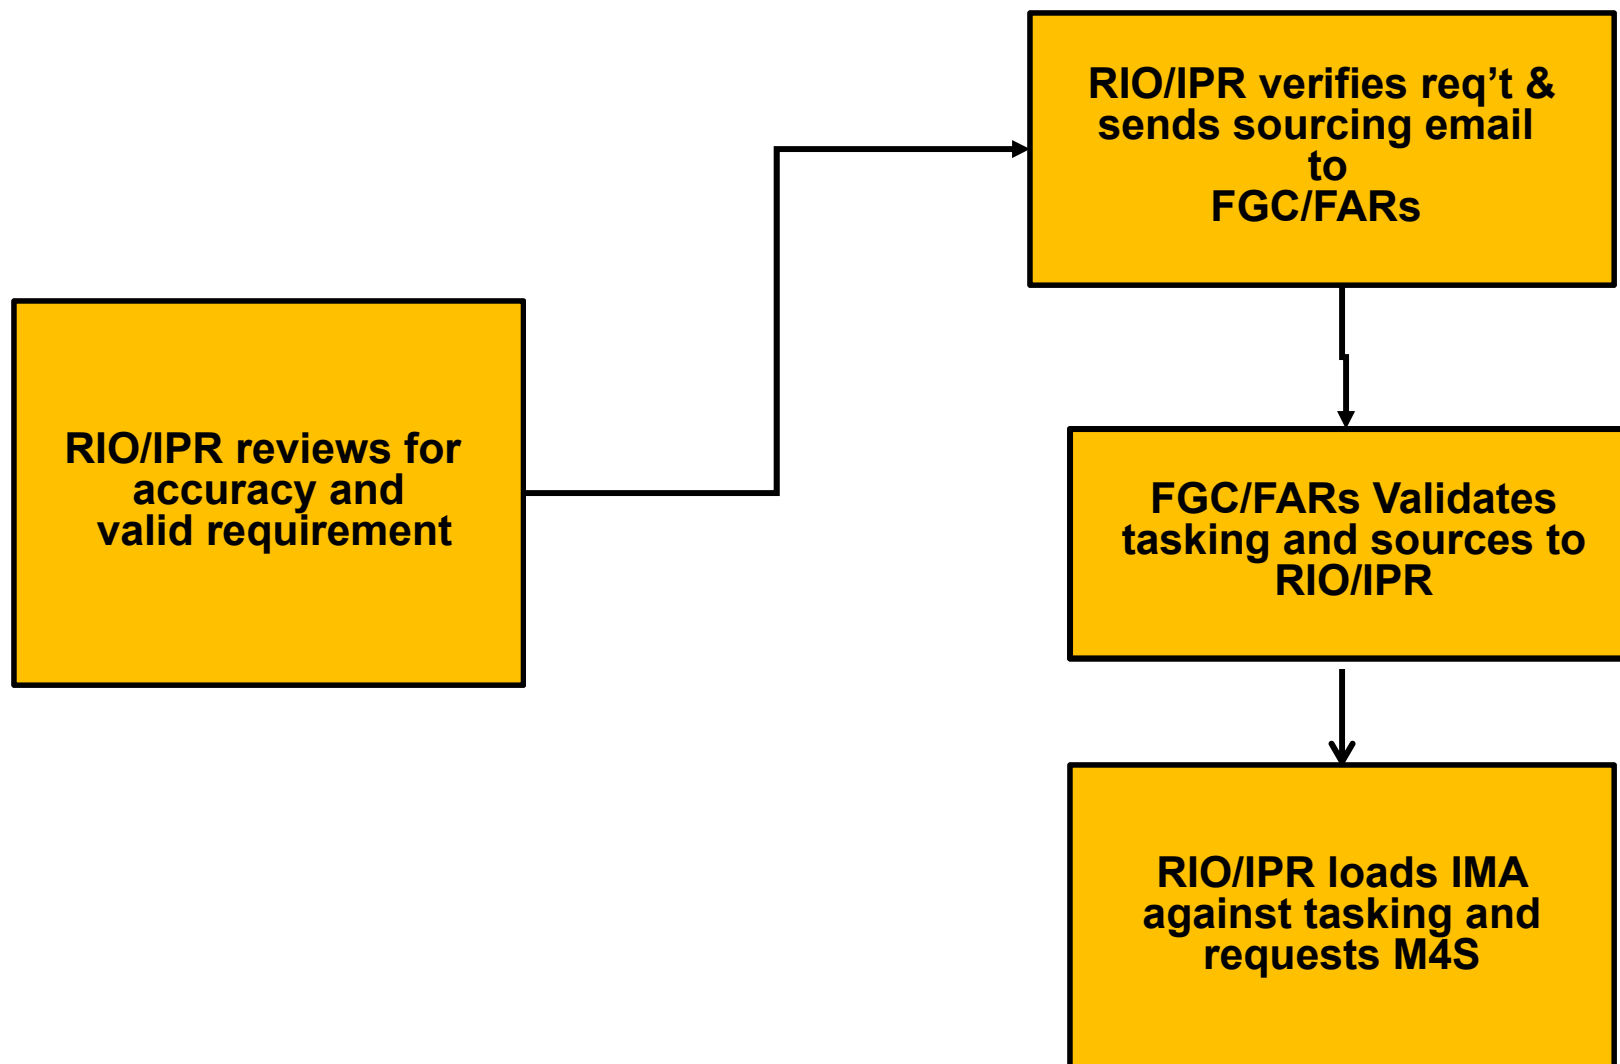 RIO/IPR verifies req’t &
sends sourcing email
to
FGC/FARs
RIO/IPR reviews for
accuracy and
valid requirement
FGC/FARs Validates
tasking and sources to
RIO/IPR
RIO/IPR loads IMA
against tasking and
requests M4S